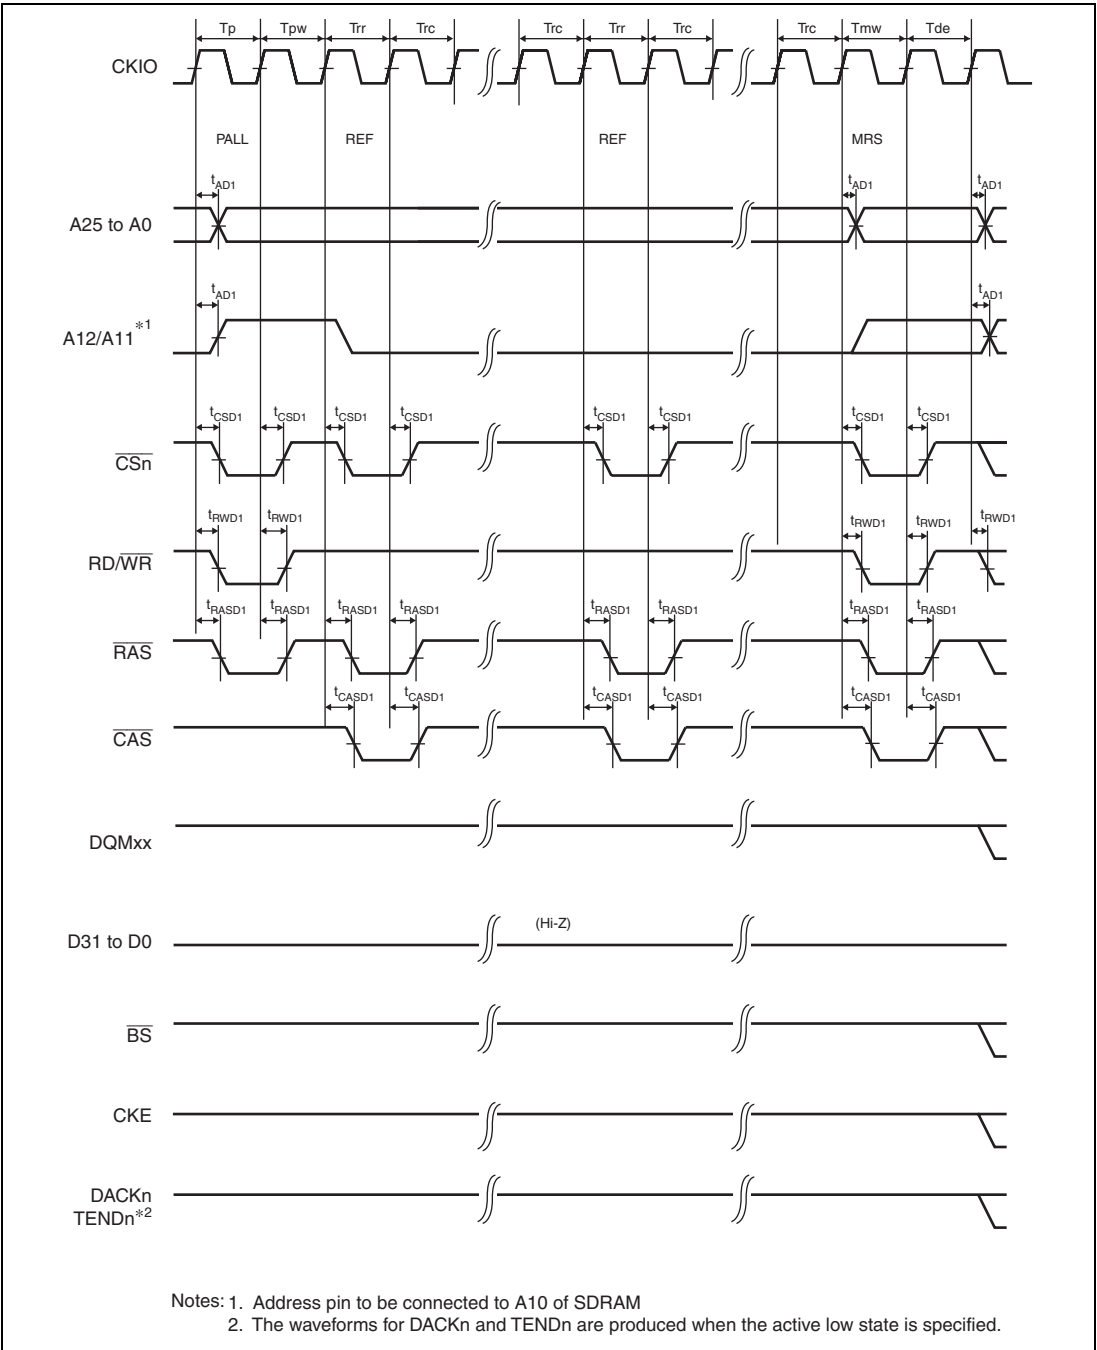 Tp Tpw Trr Trc Trc Trr Trc Trc Tmw Tde
CKIO
PALL REF REF MRS
tAD1 tAD1 tAD1
A25 to A0
tAD1 tAD1
A12/A11*1
tCSD1 tCSD1 tCSD1 tCSD1 tCSD1 tCSD1 tCSD1 tCSD1
CSn
tRWD1 tRWD1 tRWD1 tRWD1 tRWD1
RD/WR
tRASD1 tRASD1 tRASD1 tRASD1 tRASD1 tRASD1 tRASD1 tRASD1
RAS
tCASD1 tCASD1 tCASD1 tCASD1 tCASD1 tCASD1
CAS
DQMxx
(Hi-Z)
D31 to D0
BS
CKE
DACKn
TENDn*2
Notes: 1. Address pin to be connected to A10 of SDRAM
2. The waveforms for DACKn and TENDn are produced when the active low state is specified.